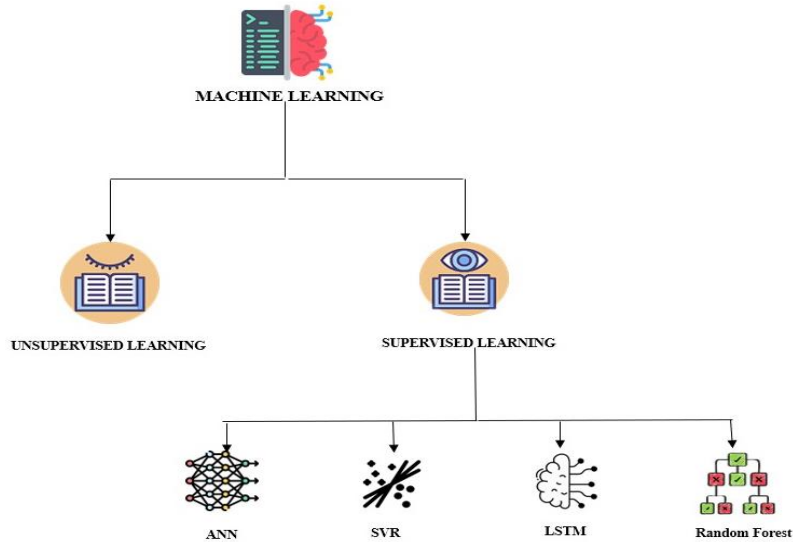 MACHINE LEARNING
UNSUPERVISED LEARNING
SUPERVISED LEARNING
ANN
SVR
LSTM
Random Forest